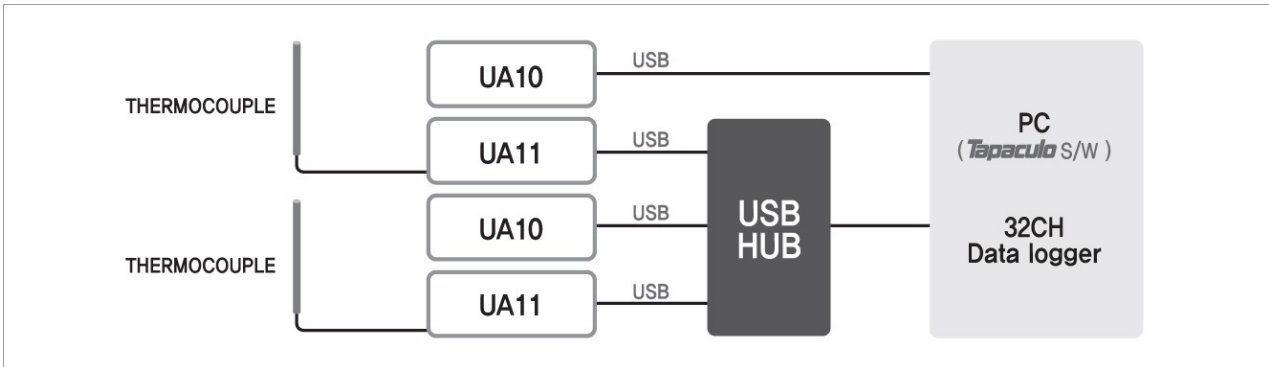 THERMOCOUPLE
UA10
USB
UA11
USB
THERMOCOUPLE
UA10
USB
UA11
USB
USB
HUB
PC
( Tapaculo S/W )
32CH
Data logger